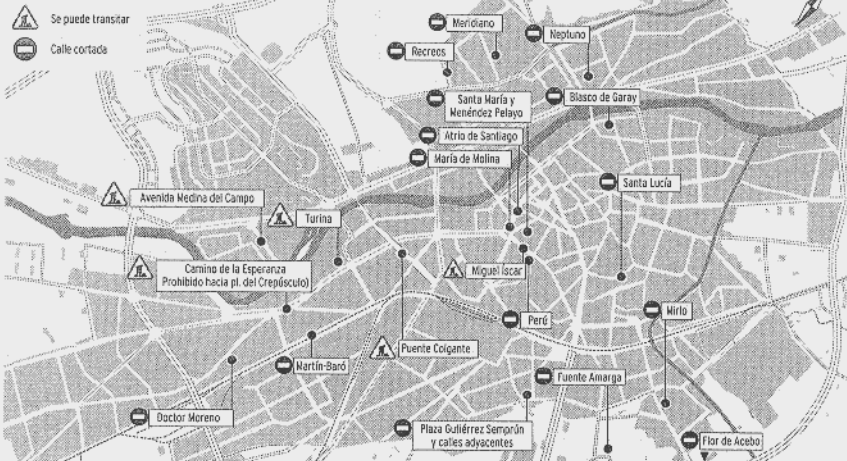 Se puede transitar
Calle cortada
Meridiano
Neptuno
Recreos
Santa María y
Menéndez Pelayo
Blasco de Garay
Atrio de Santiago
María de Molina
Santa Lucía
Avenida Medina del Campo
Turina
Camino de la Esperanza
Prohibido hacia pl. del Crepúsculo)
Miguel Íscar
Perú
Mirlo
Puente Colgante
Martín-Baró
Fuente Amarga
Doctor Moreno
Plaza Gutiérrez Semprún
y calles adyacentes
Flor de Acebo